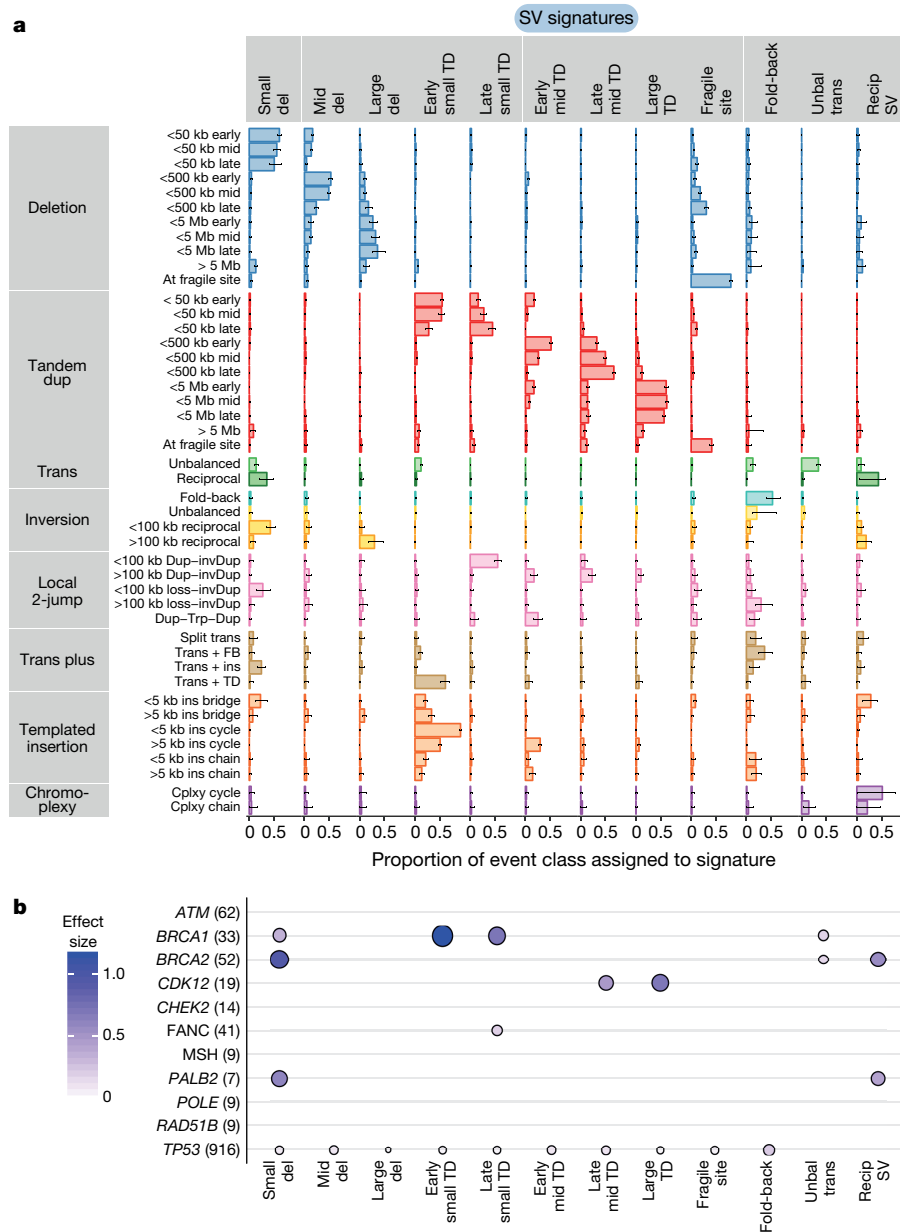 a
SV signatures
Small del
Mid del
Large del
Early small TD
Late small TD
Early mid TD
Late mid TD
Large TD
Fragile site
Fold-back
Unbal trans
Recip SV
Deletion
<50 kb early
<50 kb mid
<50 kb late
<500 kb early
<500 kb mid
<500 kb late
<5 Mb early
<5 Mb mid
<5 Mb late
> 5 Mb
At fragile site
Tandem dup
< 50 kb early
<50 kb mid
<50 kb late
<500 kb early
<500 kb mid
<500 kb late
<5 Mb early
<5 Mb mid
<5 Mb late
> 5 Mb
At fragile site
Trans
Unbalanced
Reciprocal
Inversion
Fold-back
Unbalanced
<100 kb reciprocal
>100 kb reciprocal
Local 2-jump
<100 kb Dup–invDup
>100 kb Dup–invDup
<100 kb loss–invDup
>100 kb loss–invDup
Dup–Trp–Dup
Trans plus
Split trans
Trans + FB
Trans + ins
Trans + TD
Templated insertion
<5 kb ins bridge
>5 kb ins bridge
<5 kb ins cycle
>5 kb ins cycle
<5 kb ins chain
>5 kb ins chain
Chromo-plexy
Cplxy cycle
Cplxy chain
0 0.5 0 0.5 0 0.5 0 0.5 0 0.5 0 0.5 0 0.5 0 0.5 0 0.5 0 0.5 0 0.5 0 0.5
Proportion of event class assigned to signature
b
Effect size
1.0
0.5
0
ATM (62)
BRCA1 (33)
BRCA2 (52)
CDK12 (19)
CHEK2 (14)
FANC (41)
MSH (9)
PALB2 (7)
POLE (9)
RAD51B (9)
TP53 (916)
Small del
Mid del
Large del
Early small TD
Late small TD
Early mid TD
Late mid TD
Large TD
Fragile site
Fold-back
Unbal trans
Recip SV